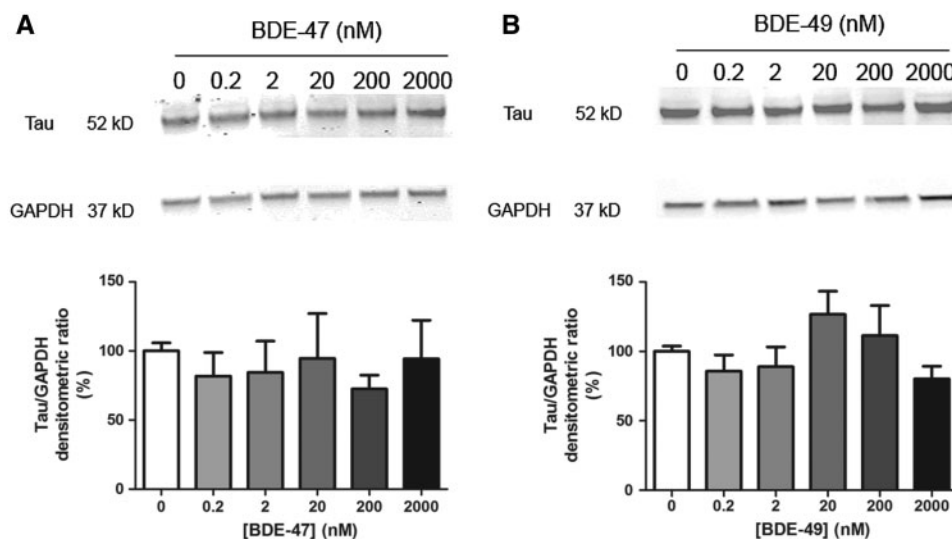 A
BDE-47 (nM)
0 0.2 2 20 200 2000
Tau 52 kD
GAPDH 37 kD
150
100
50
0
Tau/GAPDH
densitometric ratio
(%)
0 0.2 2 20 200 2000
[BDE-47] (nM)
B
BDE-49 (nM)
0 0.2 2 20 200 2000
Tau 52 kD
GAPDH 37 kD
150
100
50
0
Tau/GAPDH
densitometric ratio
(%)
0 0.2 2 20 200 2000
[BDE-49] (nM)